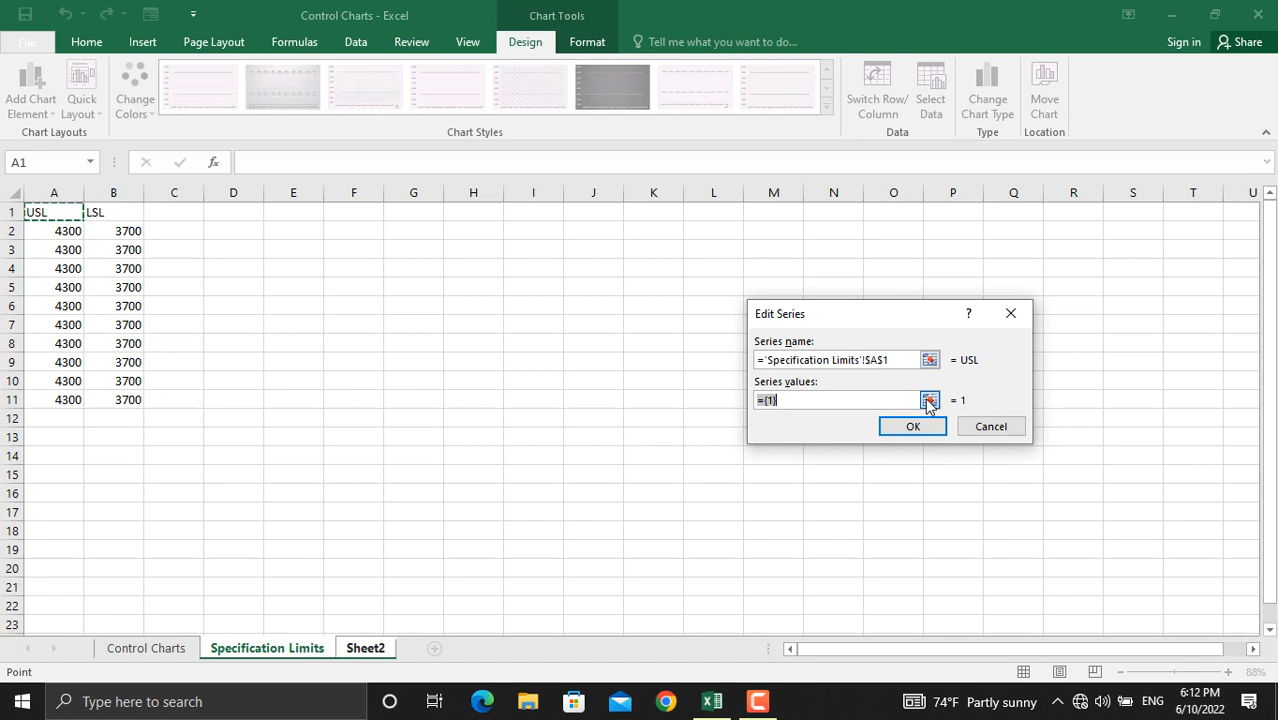 Control Charts - Excel
Chart Tools
File
Home
Insert
Page Layout
Formulas
Data
Review
View
Design
Format
Tell me what you want to do...
Sign in
Share
Add Chart Element
Quick Layout
Change Colors
Switch Row/ Column
Select Data
Change Chart Type
Move Chart
Chart Layouts
Chart Styles
Data
Type
Location
A1
fx
A B C D E F G H I J K L M N O P Q R S T U
1 USL LSL
2 4300 3700
3 4300 3700
4 4300 3700
5 4300 3700
6 4300 3700
7 4300 3700
8 4300 3700
9 4300 3700
10 4300 3700
11 4300 3700
12
13
14
15
16
17
18
19
20
21
22
23
Edit Series
?
Series name:
='Specification Limits'!$A$1 = USL
Series values:
={1} = 1
OK
Cancel
Control Charts
Specification Limits
Sheet2
Point
88%
Type here to search
74°F Partly sunny
ENG
6:12 PM
6/10/2022